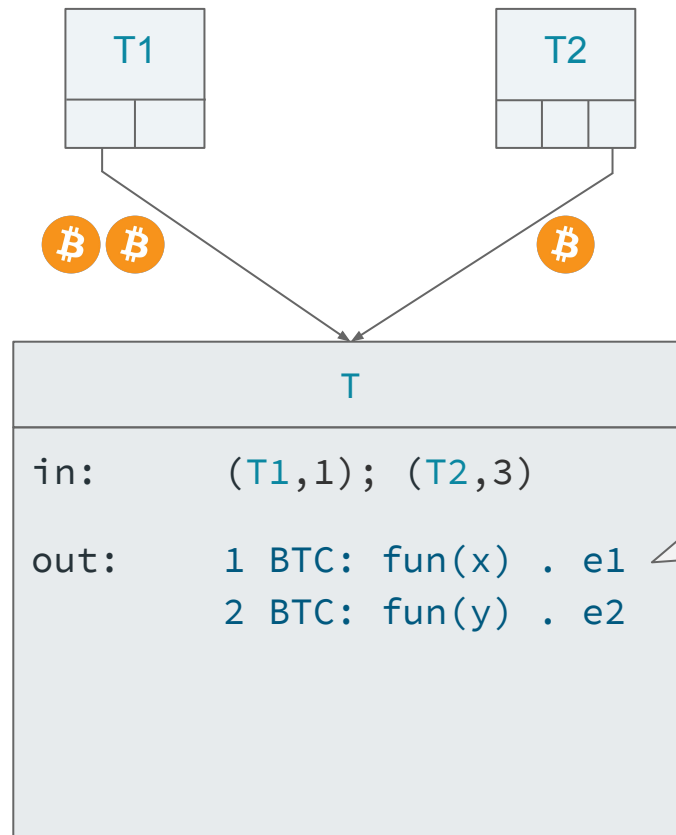 T1 T2
T
in: (T1,1); (T2,3)
out: 1 BTC: fun(x) . e1
2 BTC: fun(y) . e2